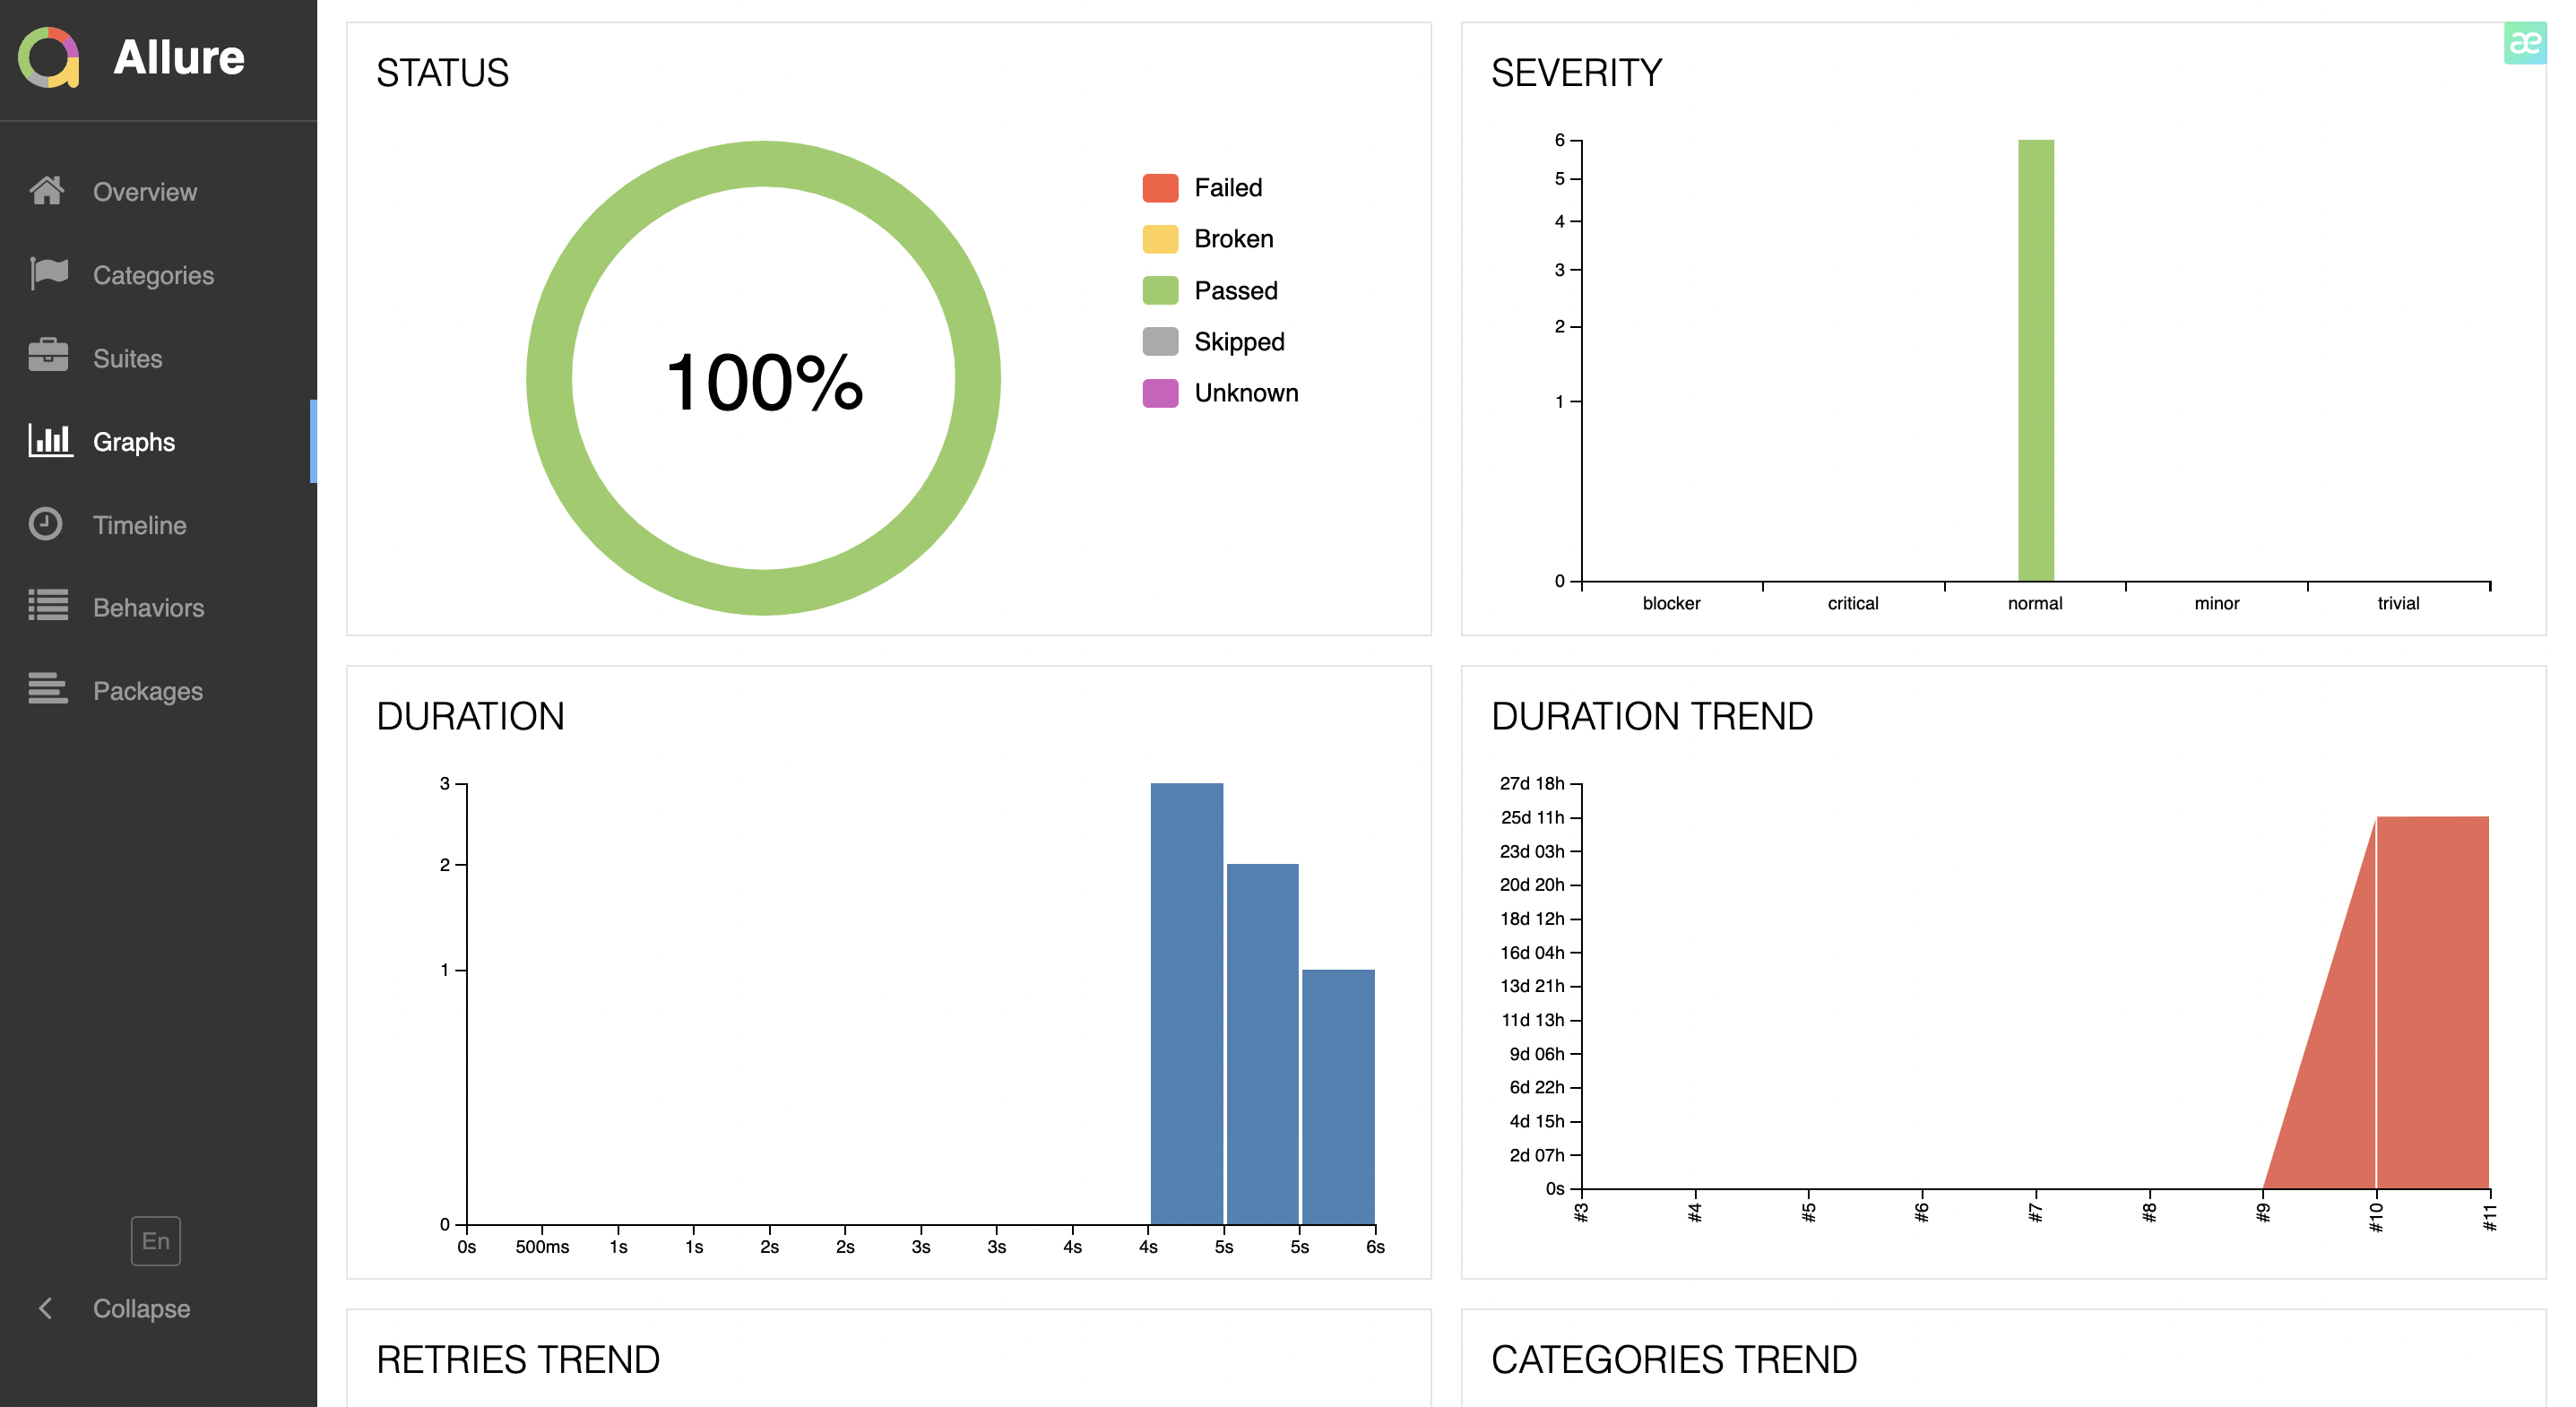 Allure
Overview
Categories
Suites
Graphs
Timeline
Behaviors
Packages
En
Collapse
STATUS
100%
Failed
Broken
Passed
Skipped
Unknown
SEVERITY
æ
6
5
4
3
2
1
0
blocker critical normal minor trivial
DURATION
3
2
1
0
0s 500ms 1s 1s 2s 2s 3s 3s 4s 4s 5s 5s 6s
DURATION TREND
27d 18h
25d 11h
23d 03h
20d 20h
18d 12h
16d 04h
13d 21h
11d 13h
9d 06h
6d 22h
4d 15h
2d 07h
0s
#3 #4 #5 #6 #7 #8 #9 #10 #11
RETRIES TREND
CATEGORIES TREND